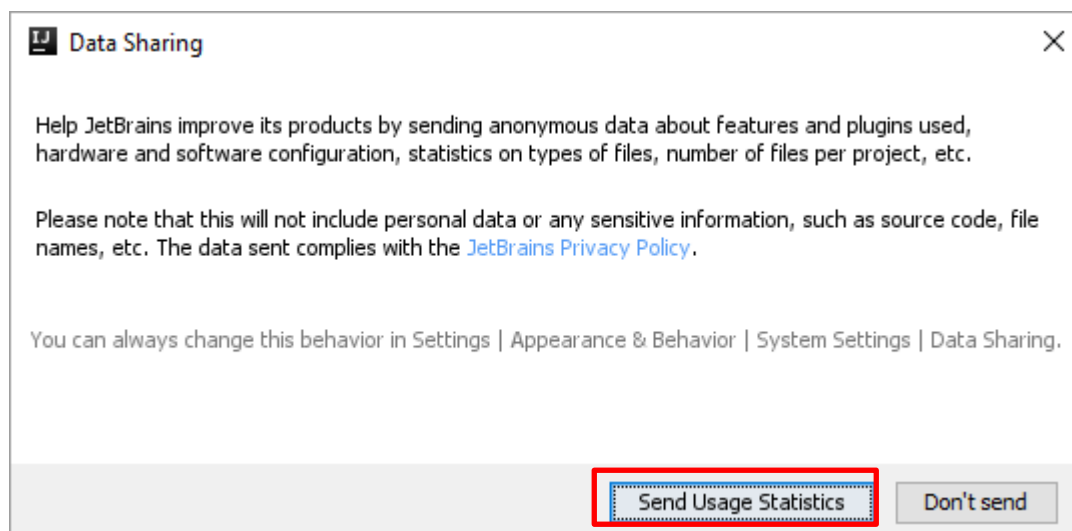 IJ Data Sharing
Help JetBrains improve its products by sending anonymous data about features and plugins used,
hardware and software configuration, statistics on types of files, number of files per project, etc.
Please note that this will not include personal data or any sensitive information, such as source code, file
names, etc. The data sent complies with the JetBrains Privacy Policy.
You can always change this behavior in Settings | Appearance & Behavior | System Settings | Data Sharing.
Send Usage Statistics Don't send